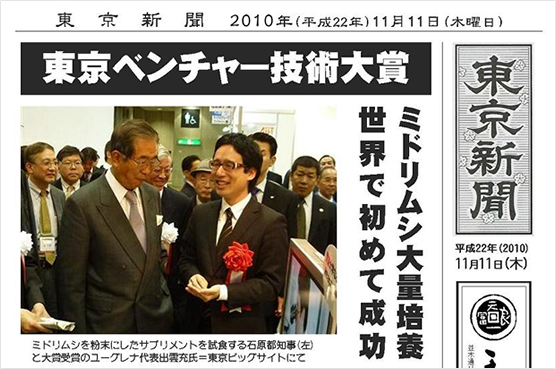 東京新聞 2010年(平成22年)11月11日(木曜日)
東京ベンチャー技術大賞
ミドリムシ大量培養
世界で初めて成功
ミドリムシを粉末にしたサプリメントを試食する石原都知事(左)
と大賞受賞のユーグレナ代表出雲充氏=東京ビッグサイトにて
東京新聞
平成22年(2010)
11月11日(木)